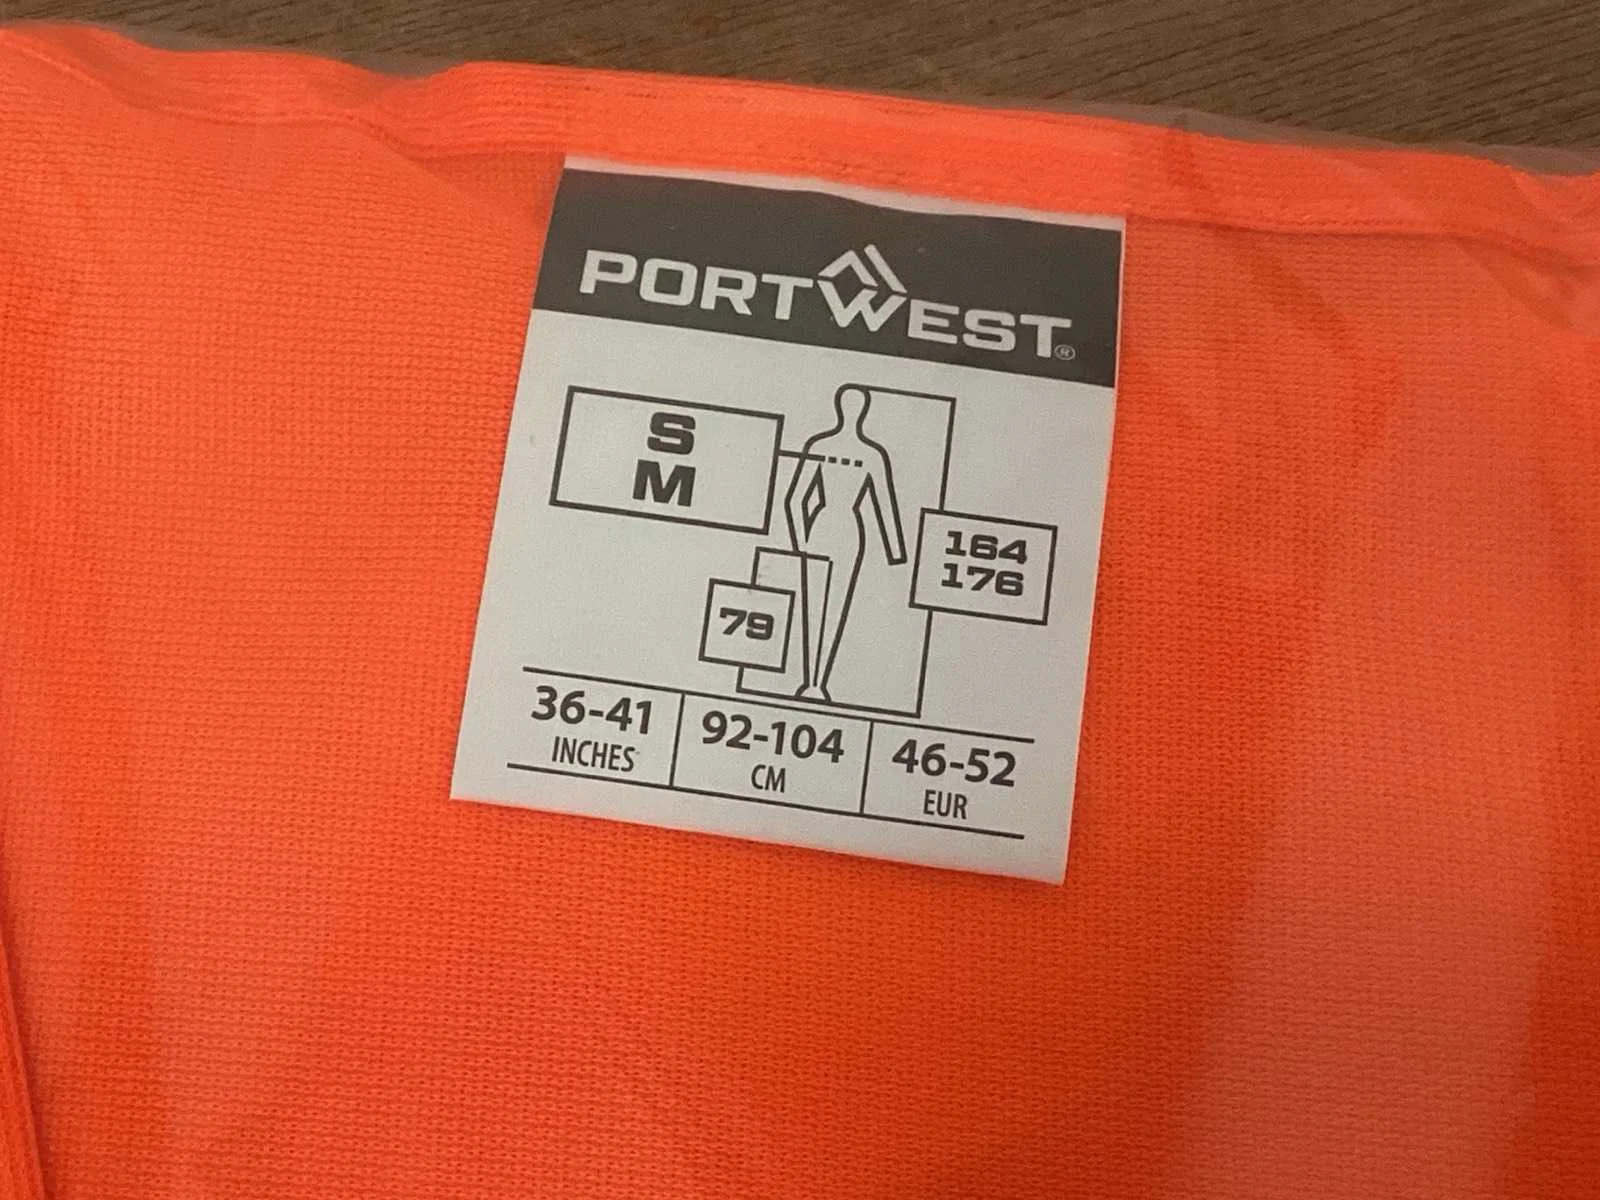 PORTWEST®
S
M
164
176
79
36-41
INCHES
92-104
CM
46-52
EUR